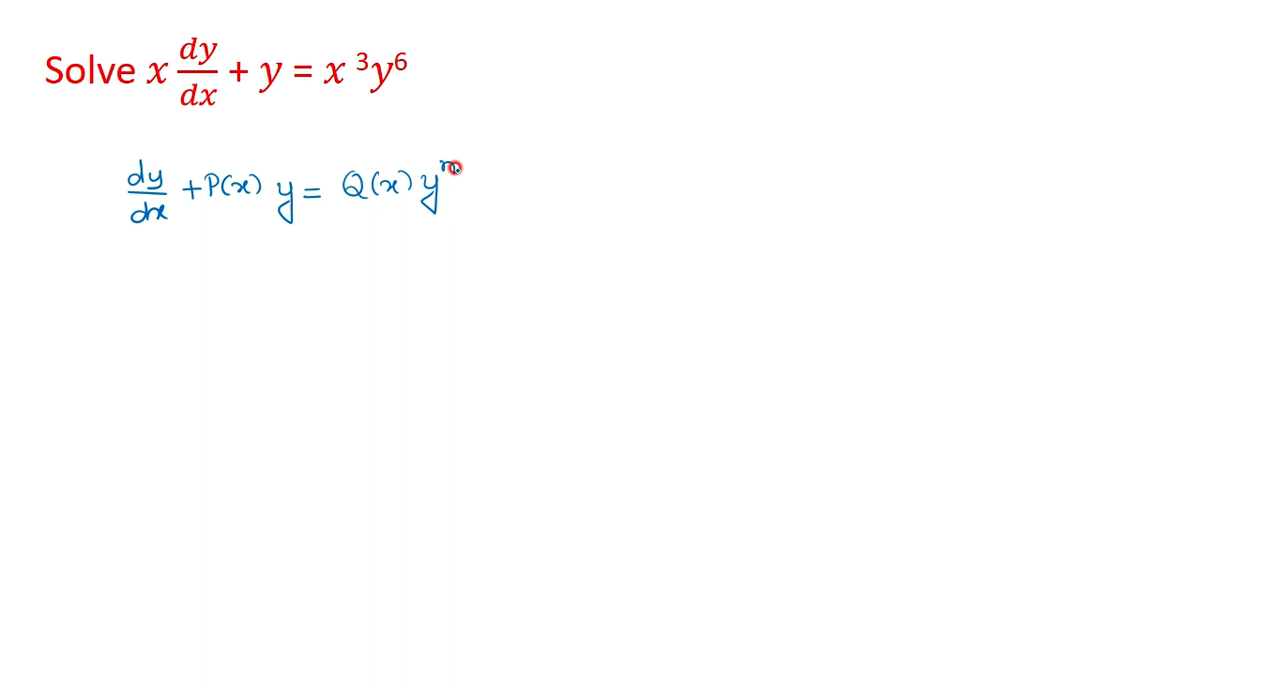 Solve x dy/dx + y = x ³y⁶
dy/dx + P(x) y = Q(x) yⁿ